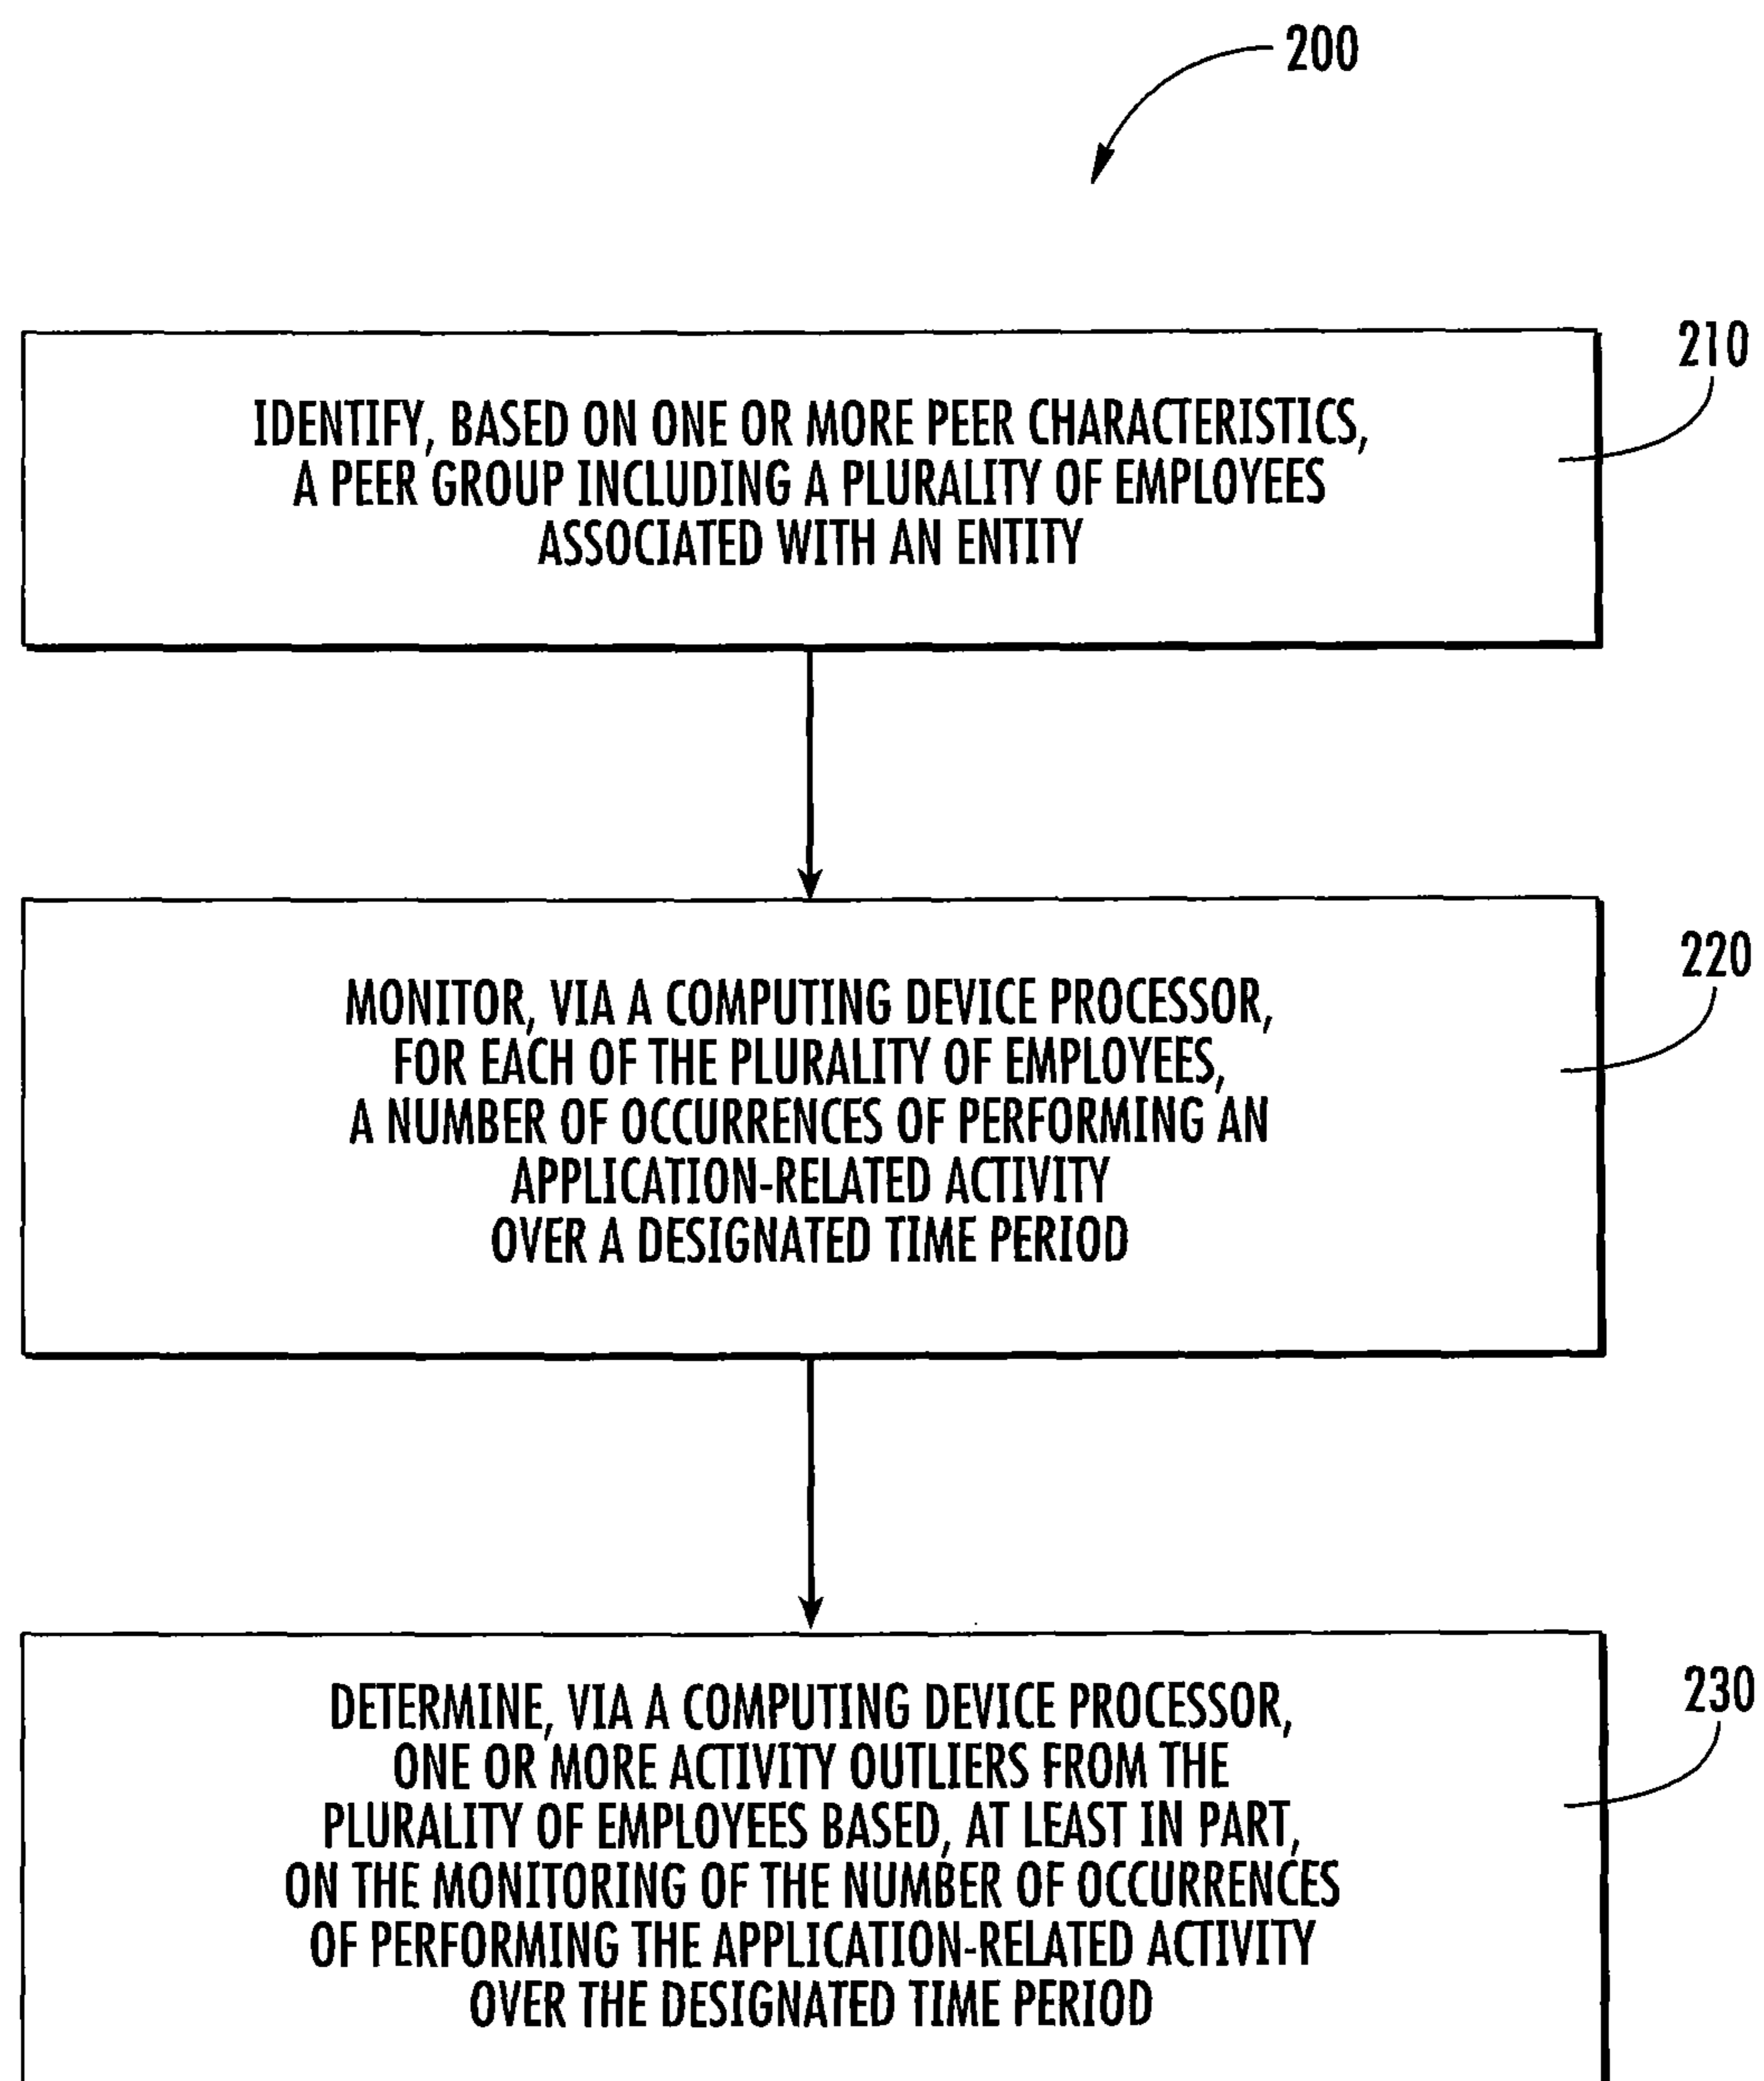 200
210
IDENTIFY, BASED ON ONE OR MORE PEER CHARACTERISTICS,
A PEER GROUP INCLUDING A PLURALITY OF EMPLOYEES
ASSOCIATED WITH AN ENTITY
220
MONITOR, VIA A COMPUTING DEVICE PROCESSOR,
FOR EACH OF THE PLURALITY OF EMPLOYEES,
A NUMBER OF OCCURRENCES OF PERFORMING AN
APPLICATION-RELATED ACTIVITY
OVER A DESIGNATED TIME PERIOD
230
DETERMINE, VIA A COMPUTING DEVICE PROCESSOR,
ONE OR MORE ACTIVITY OUTLIERS FROM THE
PLURALITY OF EMPLOYEES BASED, AT LEAST IN PART,
ON THE MONITORING OF THE NUMBER OF OCCURRENCES
OF PERFORMING THE APPLICATION-RELATED ACTIVITY
OVER THE DESIGNATED TIME PERIOD